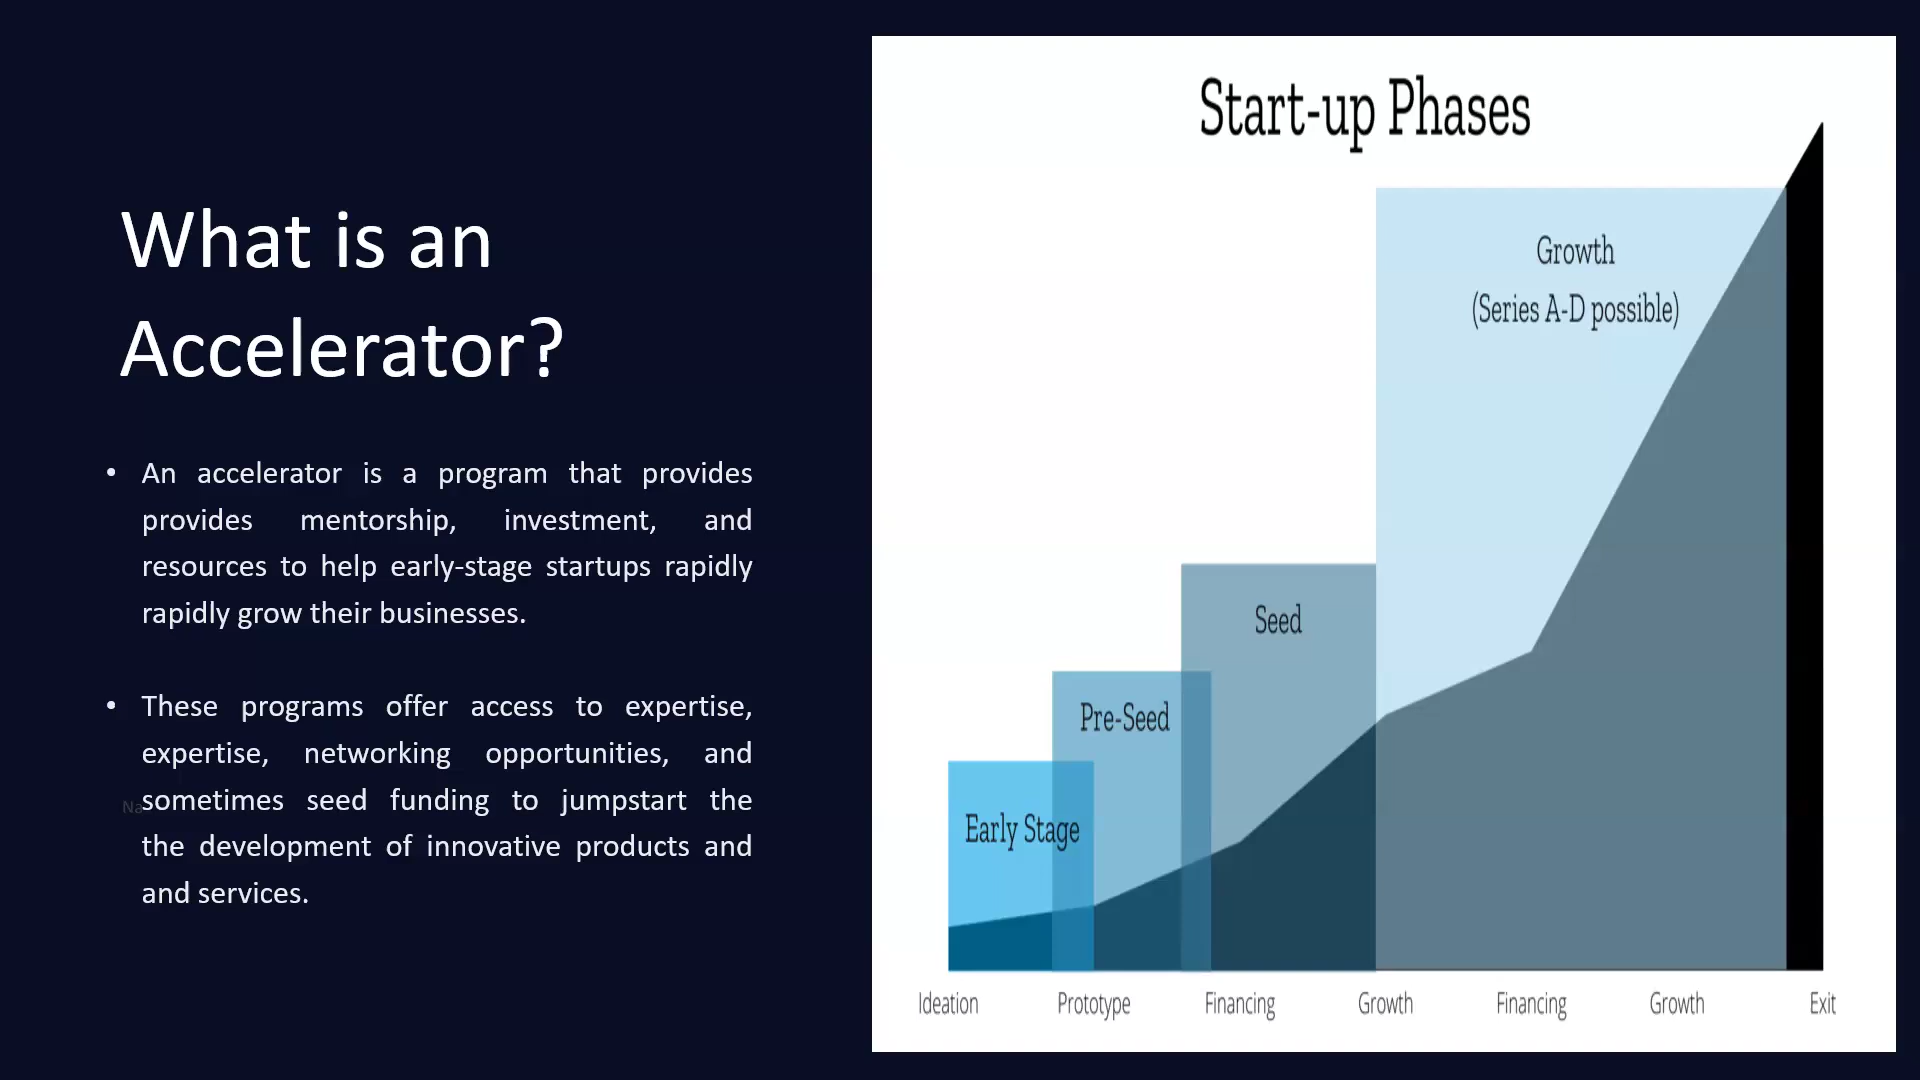 What is an
Accelerator?
• An accelerator is a program that provides
provides mentorship, investment, and
resources to help early-stage startups rapidly
rapidly grow their businesses.
• These programs offer access to expertise,
expertise, networking opportunities, and
Na
sometimes seed funding to jumpstart the
the development of innovative products and
and services.
Start-up Phases
Growth
(Series A-D possible)
Seed
Pre-Seed
Early Stage
Ideation Prototype Financing Growth Financing Growth Exit